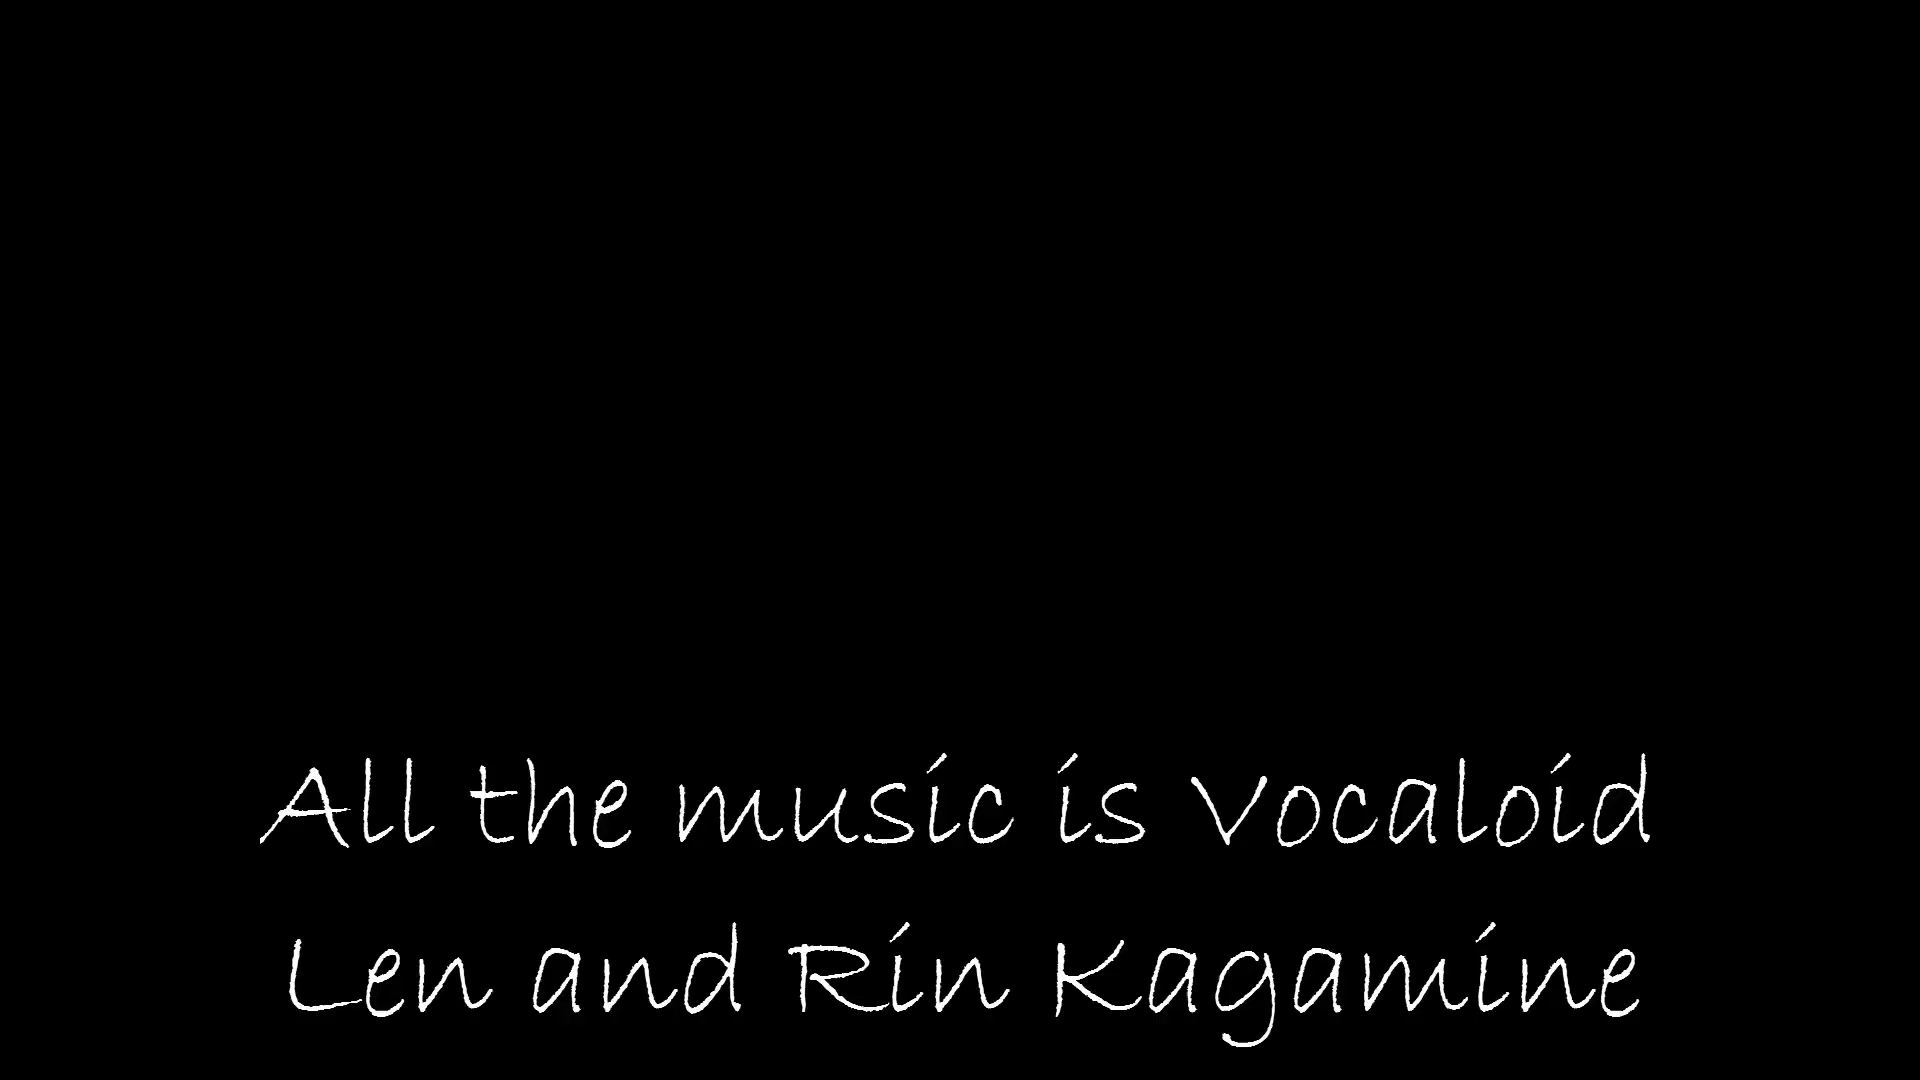 All the music is Vocaloid
Len and Rin Kagamine